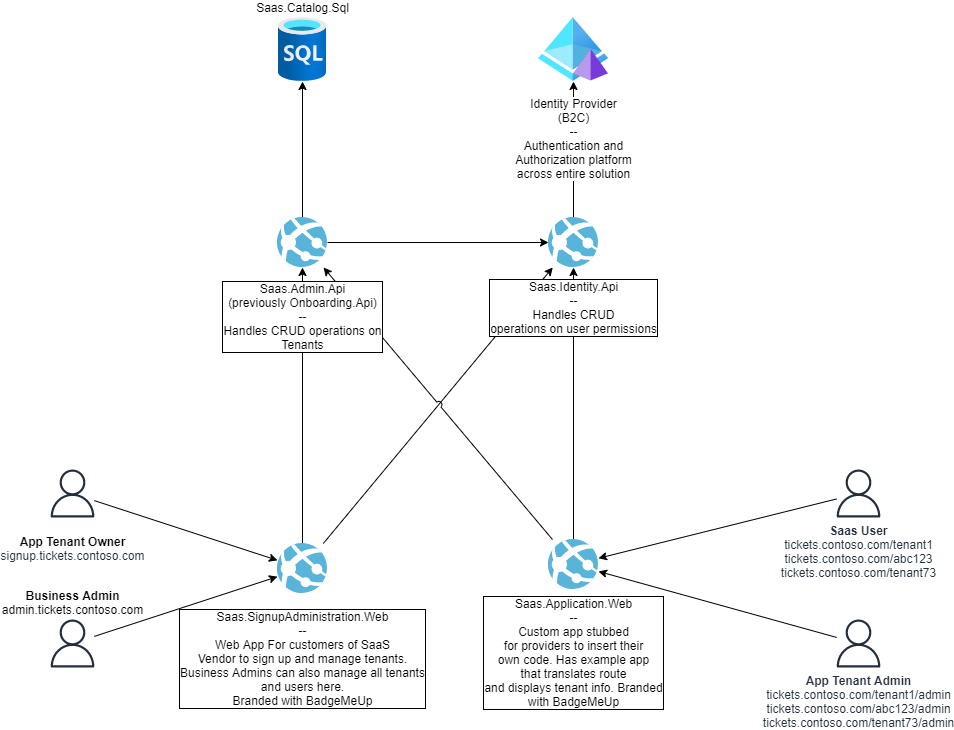 Saas.Catalog.Sql
SQL
Identity Provider
(B2C)
--
Authentication and
Authorization platform
across entire solution
Saas.Admin.Api
(previously Onboarding.Api)
--
Handles CRUD operations on
Tenants
Saas.Identity.Api
--
Handles CRUD
operations on user permissions
App Tenant Owner
signup.tickets.contoso.com
Business Admin
admin.tickets.contoso.com
Saas.SignupAdministration.Web
--
Web App For customers of SaaS
Vendor to sign up and manage tenants.
Business Admins can also manage all tenants
and users here.
Branded with BadgeMeUp
Saas.Application.Web
--
Custom app stubbed
for providers to insert their
own code. Has example app
that translates route
and displays tenant info. Branded
with BadgeMeUp
Saas User
tickets.contoso.com/tenant1
tickets.contoso.com/abc123
tickets.contoso.com/tenant73
App Tenant Admin
tickets.contoso.com/tenant1/admin
tickets.contoso.com/abc123/admin
tickets.contoso.com/tenant73/admin